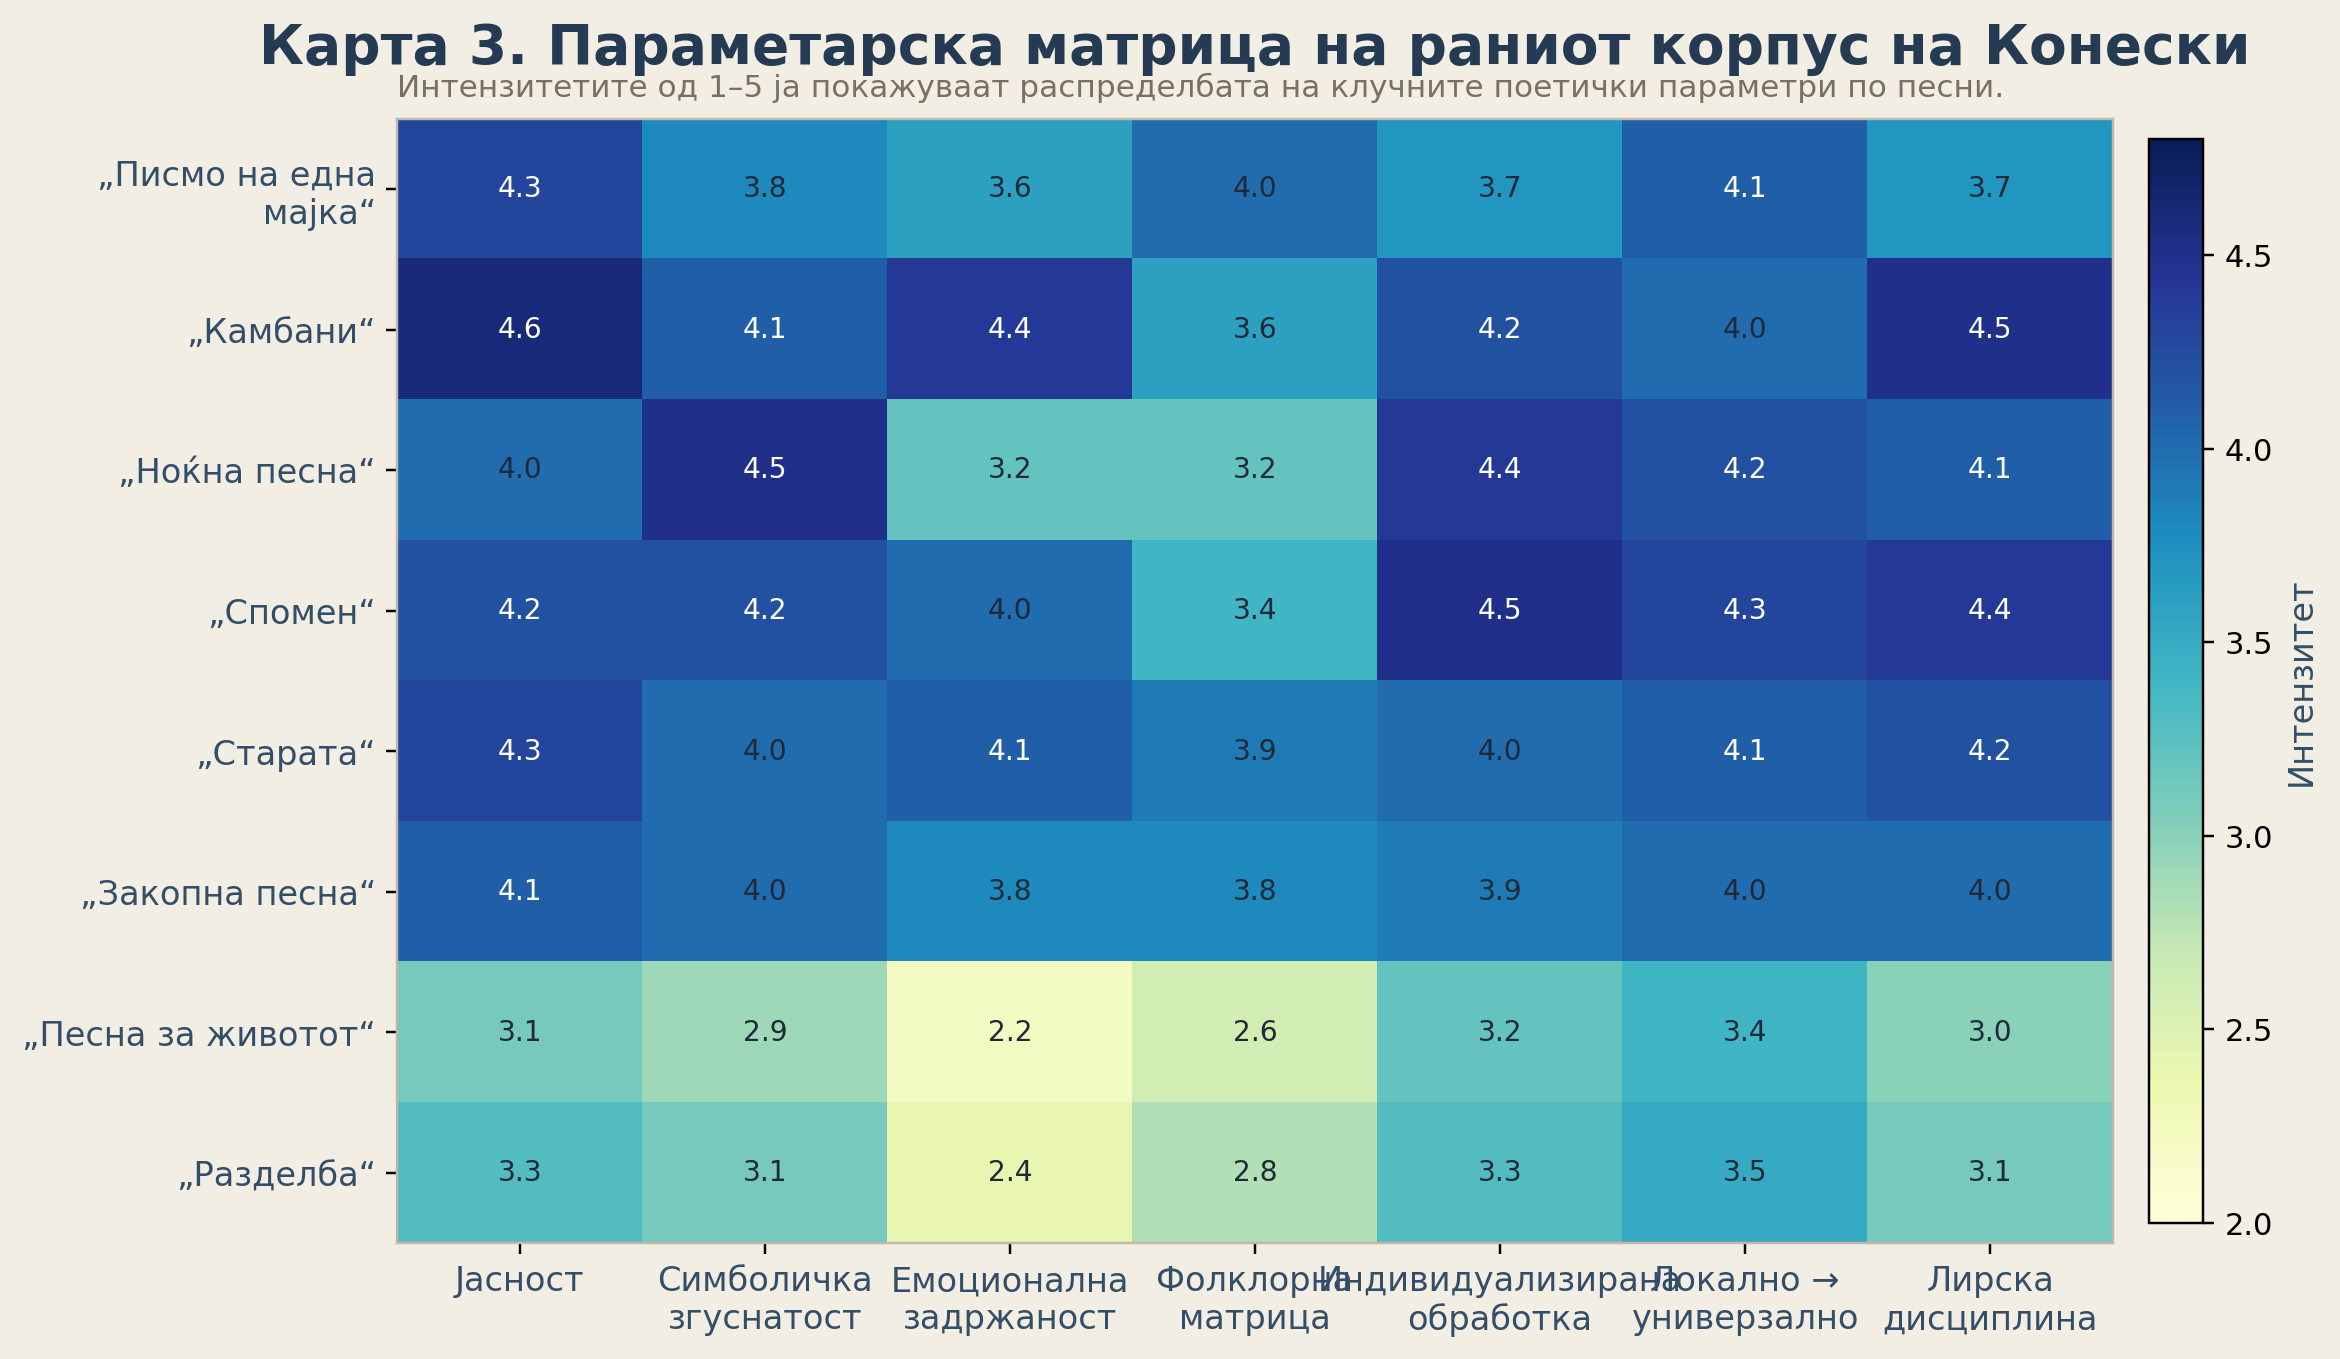 Карта 3. Параметарска матрица на раниот корпус на Конески
Интензитетите од 1–5 ја покажуваат распределбата на клучните поетички параметри по песни.
„Писмо на една
мајка“
4.3 3.8 3.6 4.0 3.7 4.1 3.7
„Камбани“ 4.6 4.1 4.4 3.6 4.2 4.0 4.5
„Ноќна песна“ 4.0 4.5 3.2 3.2 4.4 4.2 4.1
„Спомен“ 4.2 4.2 4.0 3.4 4.5 4.3 4.4
„Старата“ 4.3 4.0 4.1 3.9 4.0 4.1 4.2
„Закопна песна“ 4.1 4.0 3.8 3.8 3.9 4.0 4.0
„Песна за животот“ 3.1 2.9 2.2 2.6 3.2 3.4 3.0
„Разделба“ 3.3 3.1 2.4 2.8 3.3 3.5 3.1
Јасност
Симболичка
згуснатост
Емоционална
задржаност
Фолклорна
матрица
Индивидуализирана
обработка
Локално →
универзално
Лирска
дисциплина
4.5
4.0
3.5
3.0
2.5
2.0
Интензитет